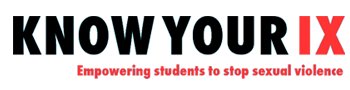 KNOW YOUR IX
Empowering students to stop sexual violence